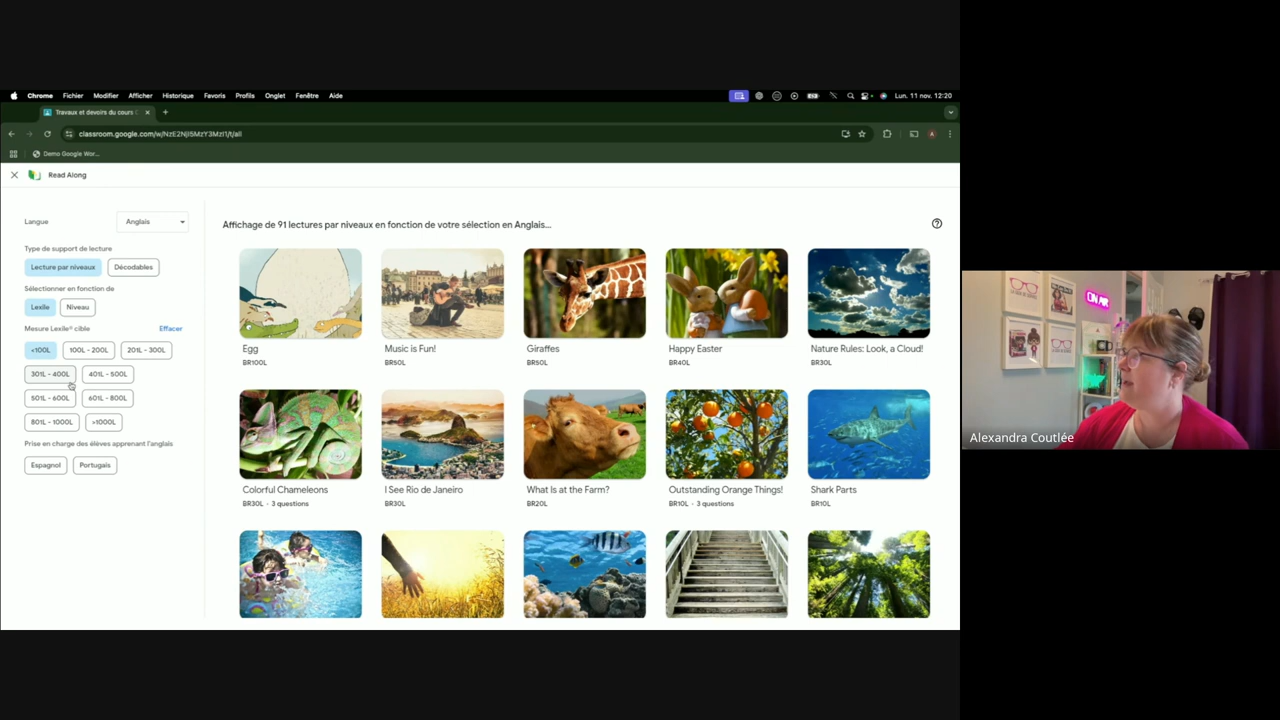 Chrome Fichier Modifier Afficher Historique Favoris Profils Onglet Fenêtre Aide Lun. 11 nov. 12:20
Travaux et devoirs du cours
classroom.google.com/w/NzE2NjI5MzY3MzI1/t/all
Demo Google Wor...
Read Along
Langue Anglais
Affichage de 91 lectures par niveaux en fonction de votre sélection en Anglais...
Type de support de lecture
Lecture par niveaux Décodables
Sélectionner en fonction de
Lexile Niveau
Mesure Lexile® cible Effacer
<100L 100L - 200L 201L - 300L
301L - 400L 401L - 500L
501L - 600L 601L - 800L
801L - 1000L >1000L
Prise en charge des élèves apprenant l'anglais
Espagnol Portugais
Egg Music is Fun! Giraffes Happy Easter Nature Rules: Look, a Cloud!
BR100L BR50L BR50L BR40L BR30L
Colorful Chameleons I See Rio de Janeiro What Is at the Farm? Outstanding Orange Things! Shark Parts
BR30L - 3 questions BR30L BR20L BR10L - 3 questions BR10L
ON AIR
Alexandra Coutlée